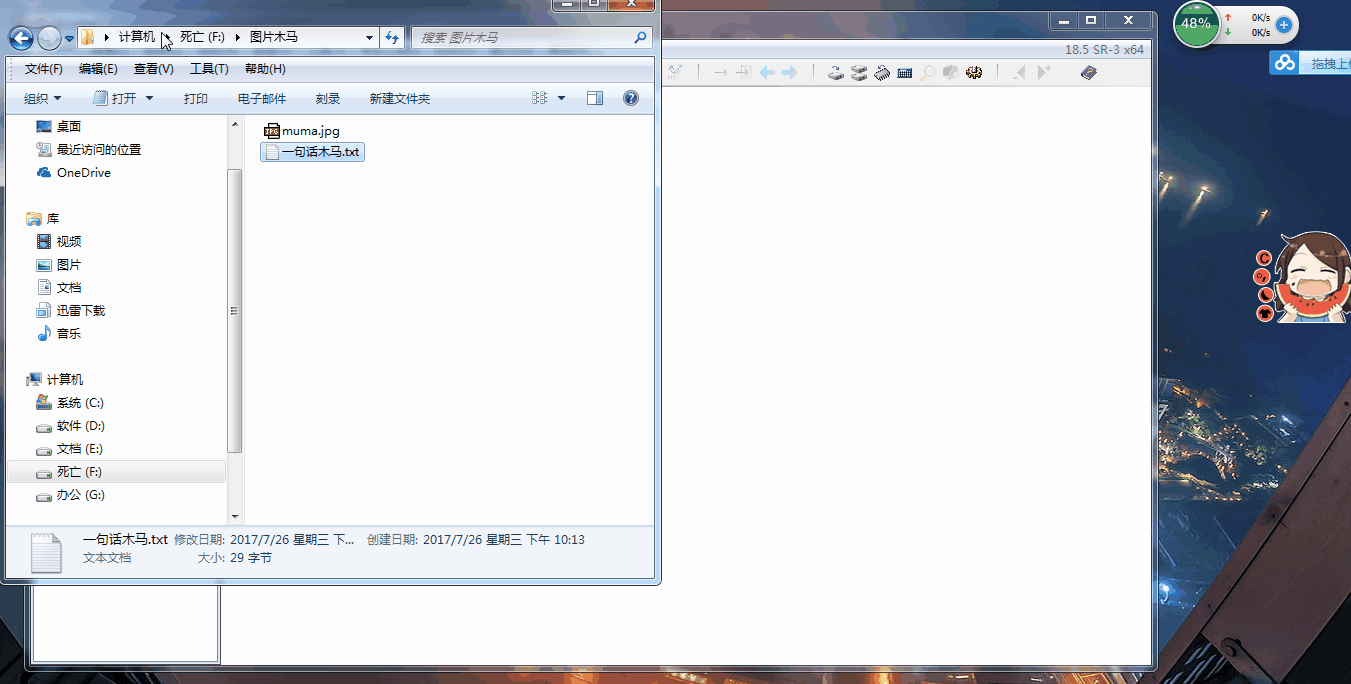 计算机 死亡 (F:) 图片木马
搜索 图片木马
文件(F) 编辑(E) 查看(V) 工具(T) 帮助(H)
组织 打开 打印 电子邮件 刻录 新建文件夹
桌面
最近访问的位置
OneDrive
库
视频
图片
文档
迅雷下载
音乐
计算机
系统 (C:)
软件 (D:)
文档 (E:)
死亡 (F:)
办公 (G:)
JPG muma.jpg
一句话木马.txt
一句话木马.txt 修改日期: 2017/7/26 星期三 下... 创建日期: 2017/7/26 星期三 下午 10:13
文本文档 大小: 29 字节
18.5 SR-3 x64
48%
0K/s
0K/s
拖拽上